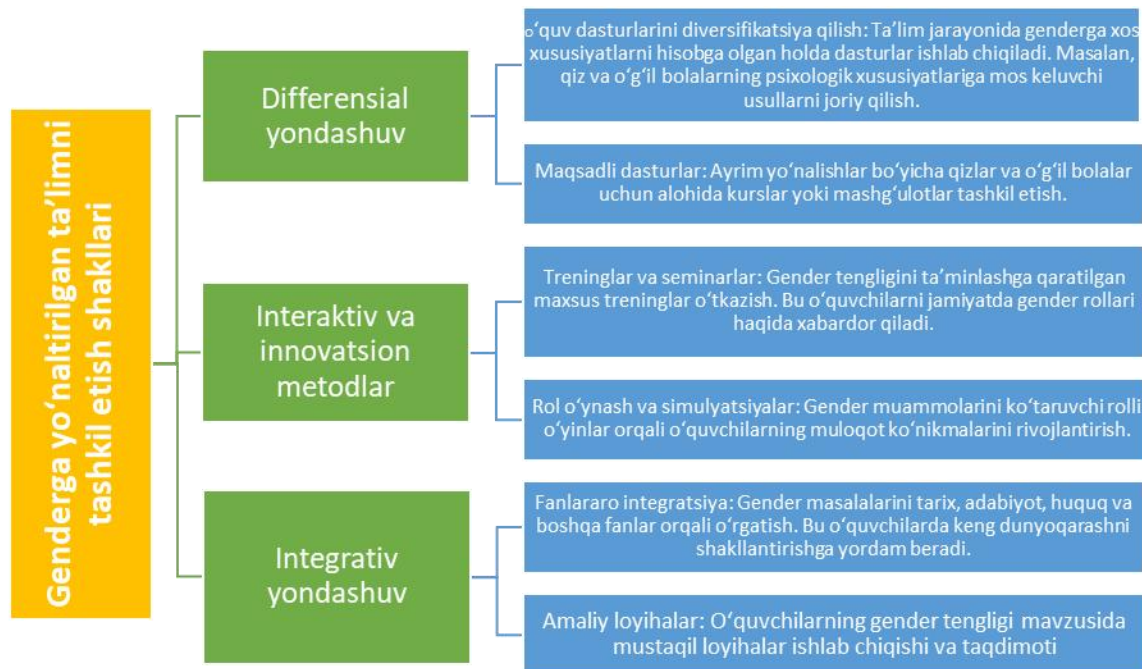 Genderga yo‘naltirilgan ta’limni
tashkil etish shakllari
Differensial
yondashuv
o‘quv dasturlarini diversifikatsiya qilish: Ta’lim jarayonida genderga xos
xususiyatlarni hisobga olgan holda dasturlar ishlab chiqiladi. Masalan,
qiz va o‘g‘il bolalarning psixologik xususiyatlariga mos keluvchi
usullarni joriy qilish.
Maqsadli dasturlar: Ayrim yo‘nalishlar bo‘yicha qizlar va o‘g‘il bolalar
uchun alohida kurslar yoki mashg‘ulotlar tashkil etish.
Interaktiv va
innovatsion
metodlar
Treninglar va seminarlar: Gender tengligini ta’minlashga qaratilgan
maxsus treninglar o‘tkazish. Bu o‘quvchilarni jamiyatda gender rollari
haqida xabardor qiladi.
Rol o‘ynash va simulyatsiyalar: Gender muammolarini ko‘taruvchi rolli
o‘yinlar orqali o‘quvchilarning muloqot ko‘nikmalarini rivojlantirish.
Integrativ
yondashuv
Fanlararo integratsiya: Gender masalalarini tarix, adabiyot, huquq va
boshqa fanlar orqali o‘rgatish. Bu o‘quvchilarda keng dunyoqarashni
shakllantirishga yordam beradi.
Amaliy loyihalar: O‘quvchilarning gender tengligi mavzusida
mustaqil loyihalar ishlab chiqishi va taqdimoti